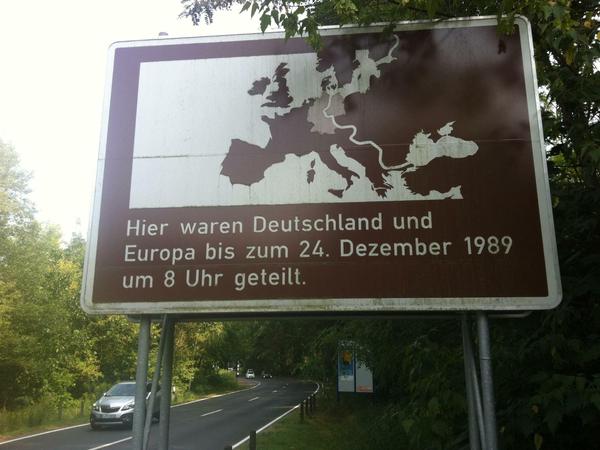 Hier waren Deutschland und
Europa bis zum 24. Dezember 1989
um 8 Uhr geteilt.